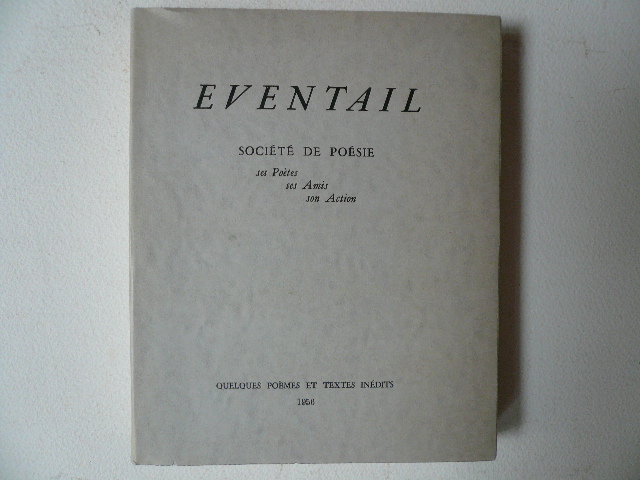 EVENTAIL
SOCIÉTÉ DE POÉSIE
ses Poètes
ses Amis
son Action
QUELQUES POÈMES ET TEXTES INÉDITS